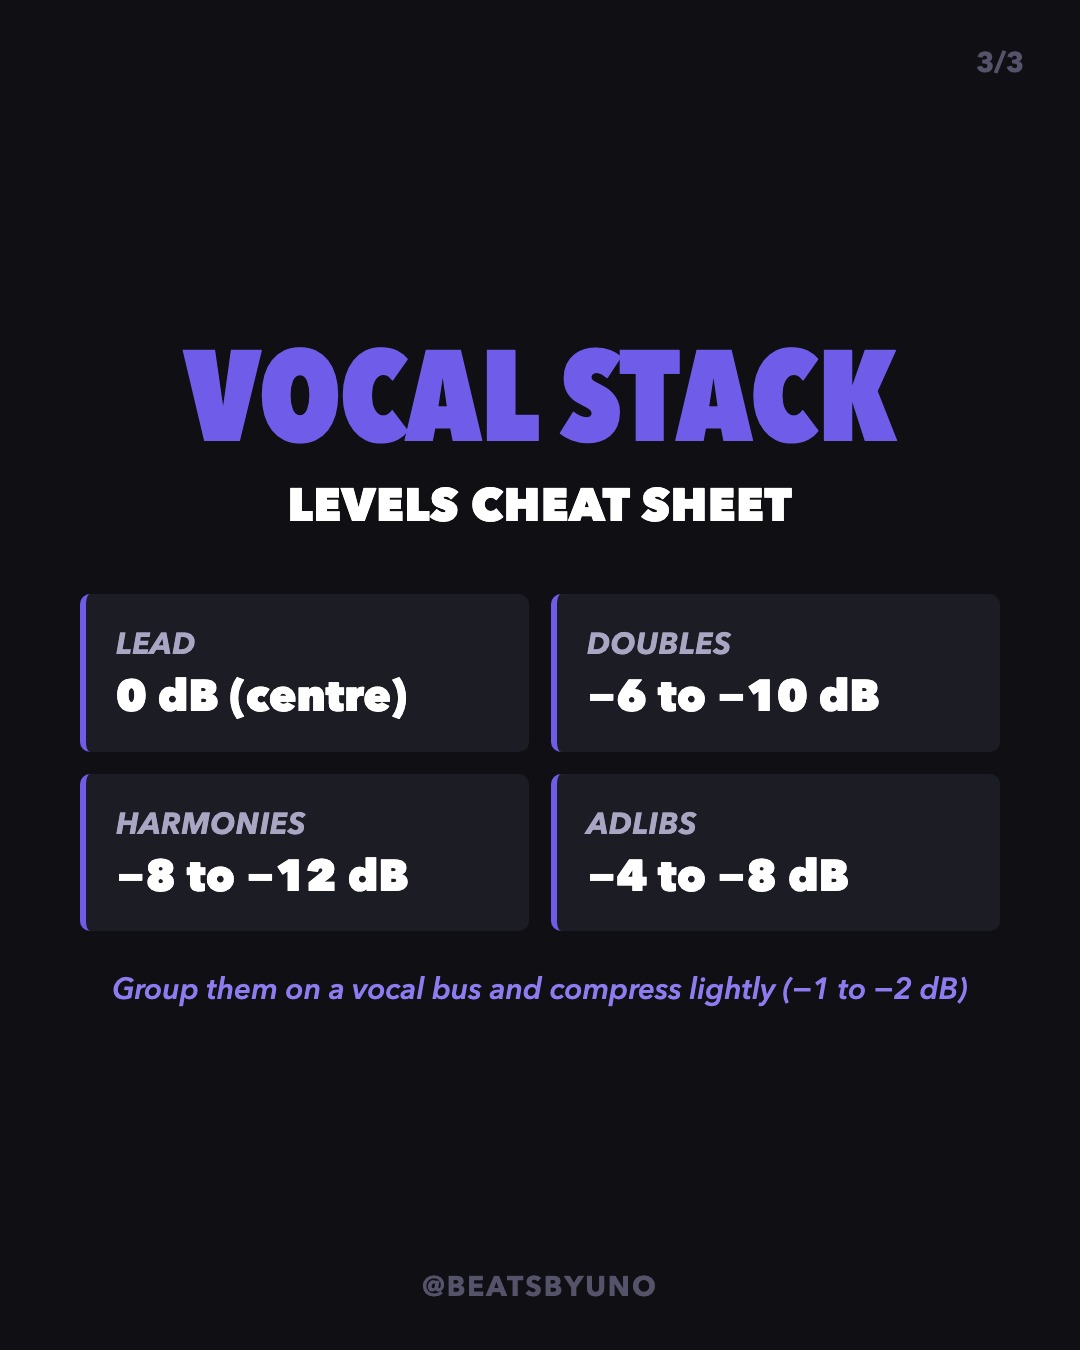 3/3
VOCAL STACK
LEVELS CHEAT SHEET
LEAD
0 dB (centre)
DOUBLES
−6 to −10 dB
HARMONIES
−8 to −12 dB
ADLIBS
−4 to −8 dB
Group them on a vocal bus and compress lightly (−1 to −2 dB)
@BEATSBYUNO